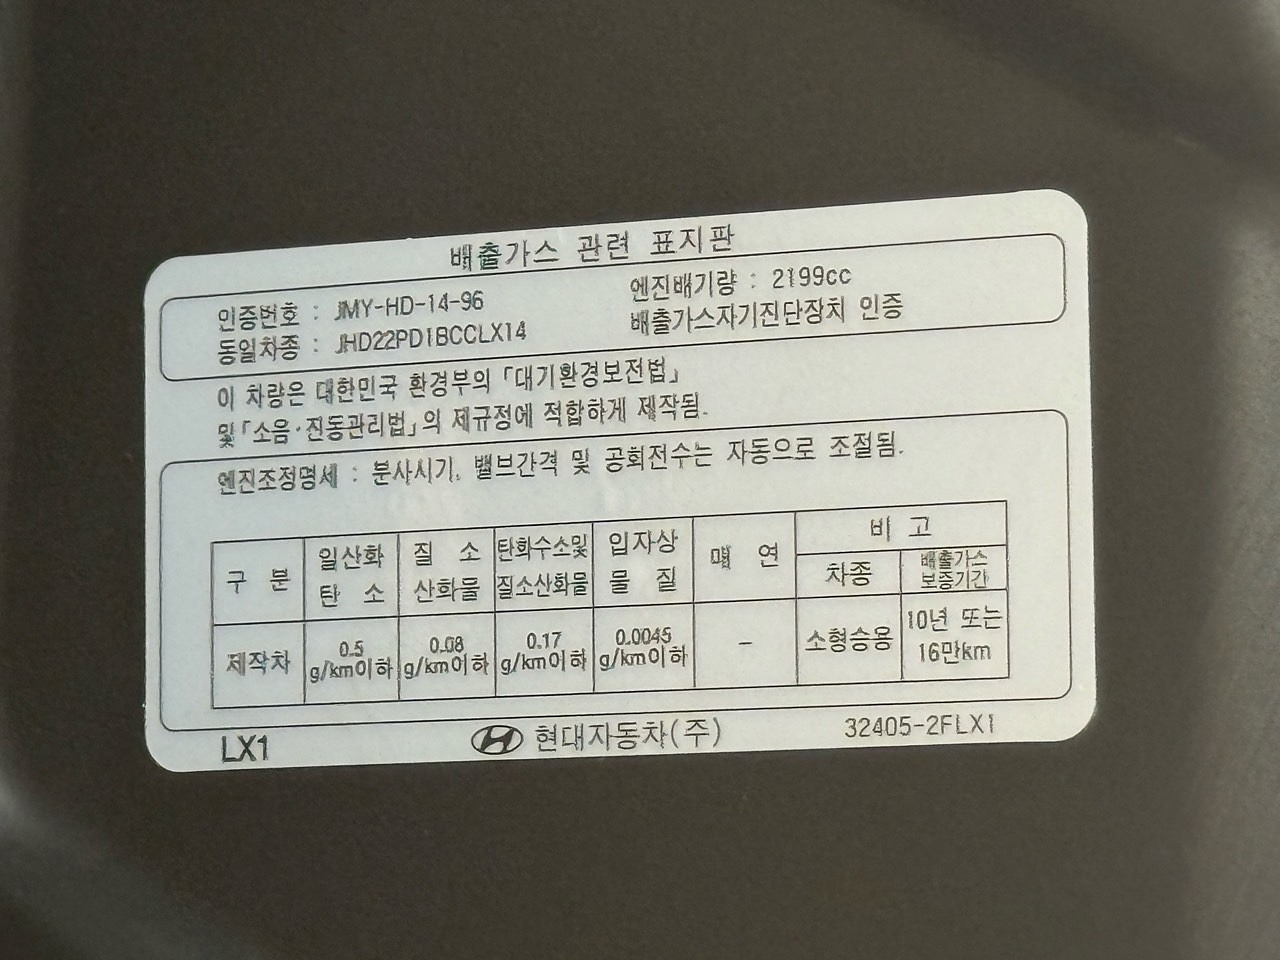 배출가스 관련 표지판
인증번호 : JMY-HD-14-96
엔진배기량 : 2199cc
동일차종 : JHD22PD1BCCLX14
배출가스자기진단장치 인증
이 차량은 대한민국 환경부의 「대기환경보전법」
및 「소음·진동관리법」의 제규정에 적합하게 제작됨.
엔진조정명세 : 분사시기, 밸브간격 및 공회전수는 자동으로 조절됨.
구 분
일산화
탄 소
질 소
산화물
탄화수소및
질소산화물
입자상
물 질
매 연
비 고
차종
배출가스
보증기간
제작차
0.5
g/km이하
0.08
g/km이하
0.17
g/km이하
0.0045
g/km이하
-
소형승용
10년 또는
16만km
LX1
현대자동차(주)
32405-2FLX1